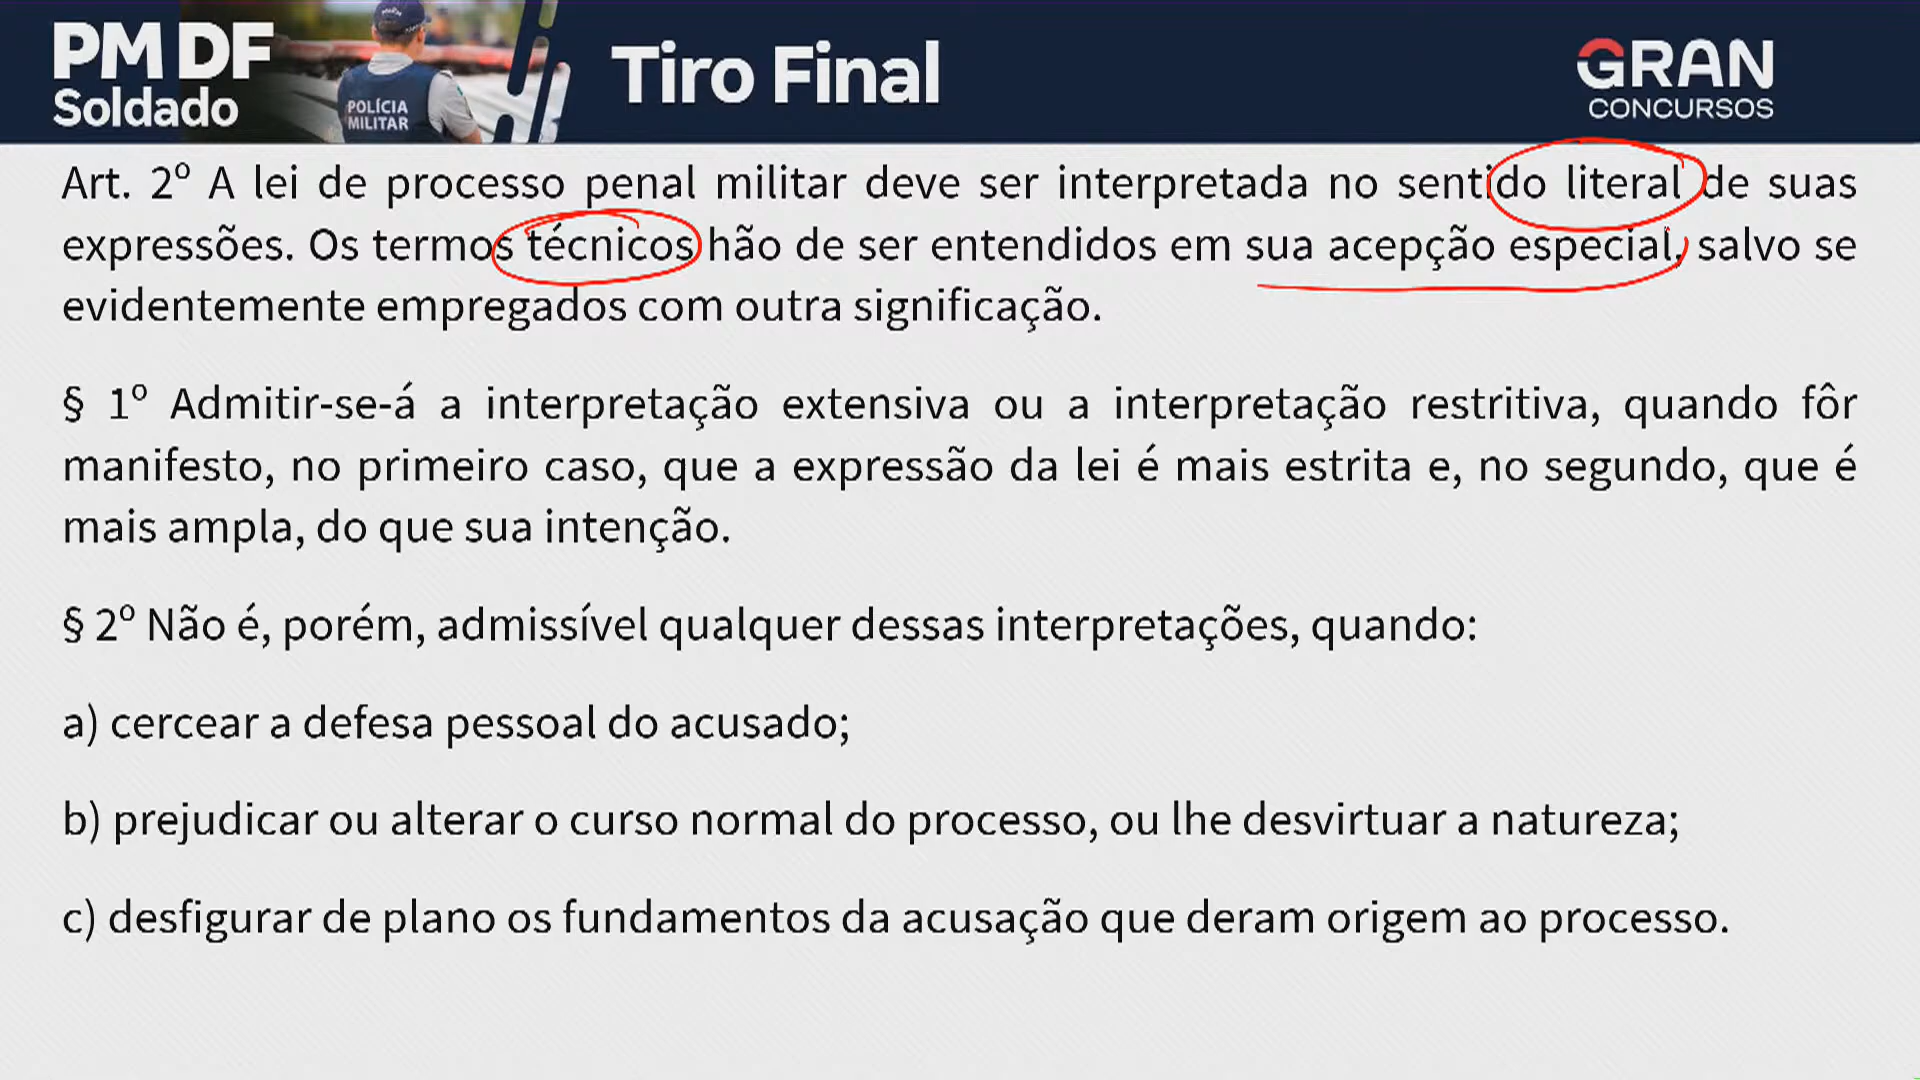 PM DF
Soldado
POLÍCIA
MILITAR
Tiro Final
GRAN
CONCURSOS
Art. 2º A lei de processo penal militar deve ser interpretada no sentido literal de suas
expressões. Os termos técnicos hão de ser entendidos em sua acepção especial, salvo se
evidentemente empregados com outra significação.
§ 1º Admitir-se-á a interpretação extensiva ou a interpretação restritiva, quando fôr
manifesto, no primeiro caso, que a expressão da lei é mais estrita e, no segundo, que é
mais ampla, do que sua intenção.
§ 2º Não é, porém, admissível qualquer dessas interpretações, quando:
a) cercear a defesa pessoal do acusado;
b) prejudicar ou alterar o curso normal do processo, ou lhe desvirtuar a natureza;
c) desfigurar de plano os fundamentos da acusação que deram origem ao processo.